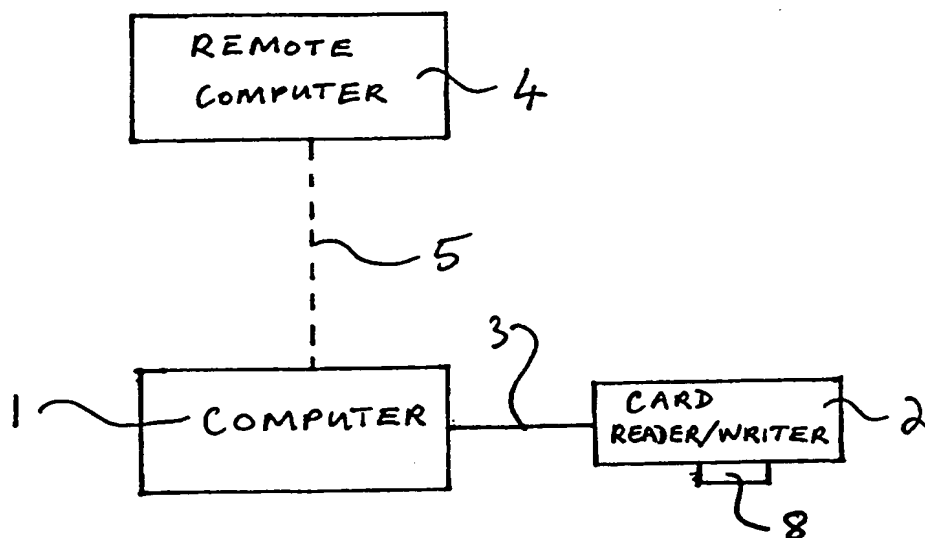 REMOTE
COMPUTER
4
5
3
1
COMPUTER
CARD
READER/WRITER
2
8